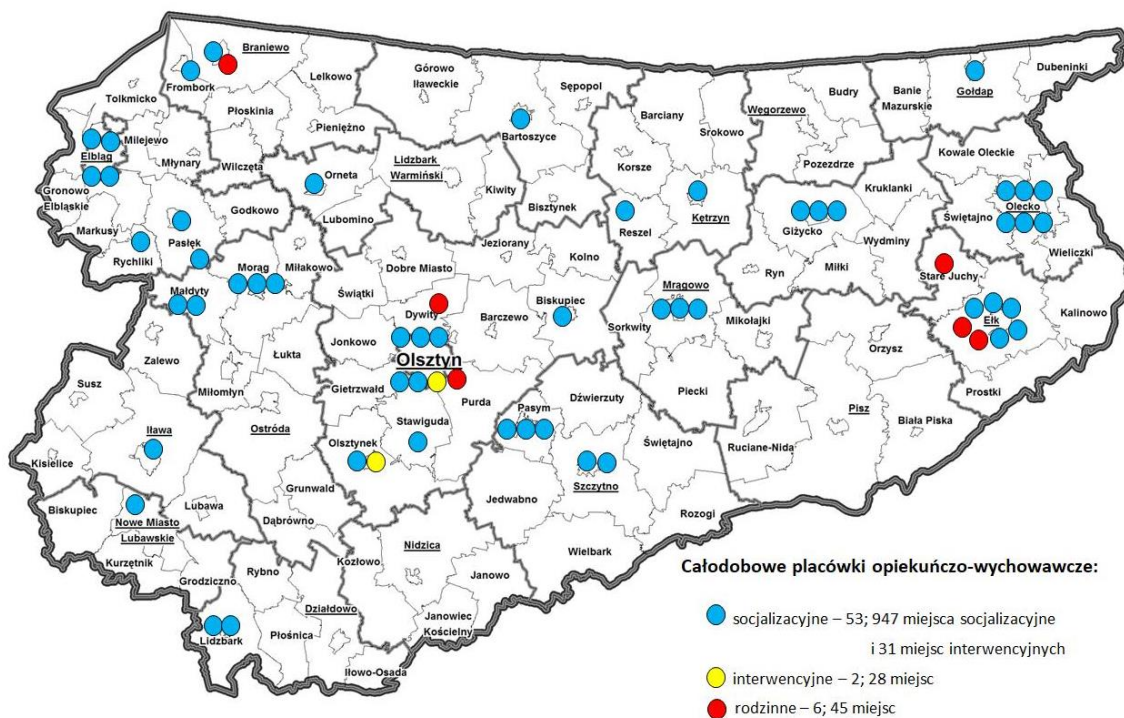 Braniewo
Frombork
Lelkowo
Górowo
Iławeckie
Sępopol
Dubeninki
Gołdap
Banie
Mazurskie
Budry
Węgorzewo
Tolkmicko
Płoskinia
Pieniężno
Bartoszyce
Barciany
Srokowo
Milejewo
Elbląg
Młynary
Wilczęta
Lidzbark
Warmiński
Orneta
Kiwity
Korsze
Pozezdrze
Kowale Oleckie
Gronowo
Elbląskie
Godkowo
Lubomino
Bisztynek
Reszel
Kętrzyn
Giżycko
Kruklanki
Olecko
Świętajno
Markusy
Pasłęk
Rychliki
Morąg
Miłakowo
Dobre Miasto
Jeziorany
Kolno
Wydminy
Wieliczki
Małdyty
Świątki
Dywity
Biskupiec
Mrągowo
Ryn
Miłki
Stare Juchy
Barczewo
Sorkwity
Mikołajki
Ełk
Kalinowo
Zalewo
Łukta
Jonkowo
Olsztyn
Orzysz
Susz
Miłomłyn
Gietrzwałd
Purda
Dźwierzuty
Piecki
Prostki
Ostróda
Stawiguda
Pasym
Pisz
Biała Piska
Iława
Olsztynek
Świętajno
Ruciane-Nida
Kisielice
Szczytno
Grunwald
Jedwabno
Biskupiec
Nowe Miasto
Lubawskie
Lubawa
Dąbrówno
Rozogi
Kurzętnik
Nidzica
Wielbark
Grodziczno
Rybno
Kozłowo
Janowo
Działdowo
Janowiec
Kościelny
Lidzbark
Płośnica
Iłowo-Osada
Całodobowe placówki opiekuńczo-wychowawcze:
socjalizacyjne – 53; 947 miejsca socjalizacyjne
i 31 miejsc interwencyjnych
interwencyjne – 2; 28 miejsc
rodzinne – 6; 45 miejsc